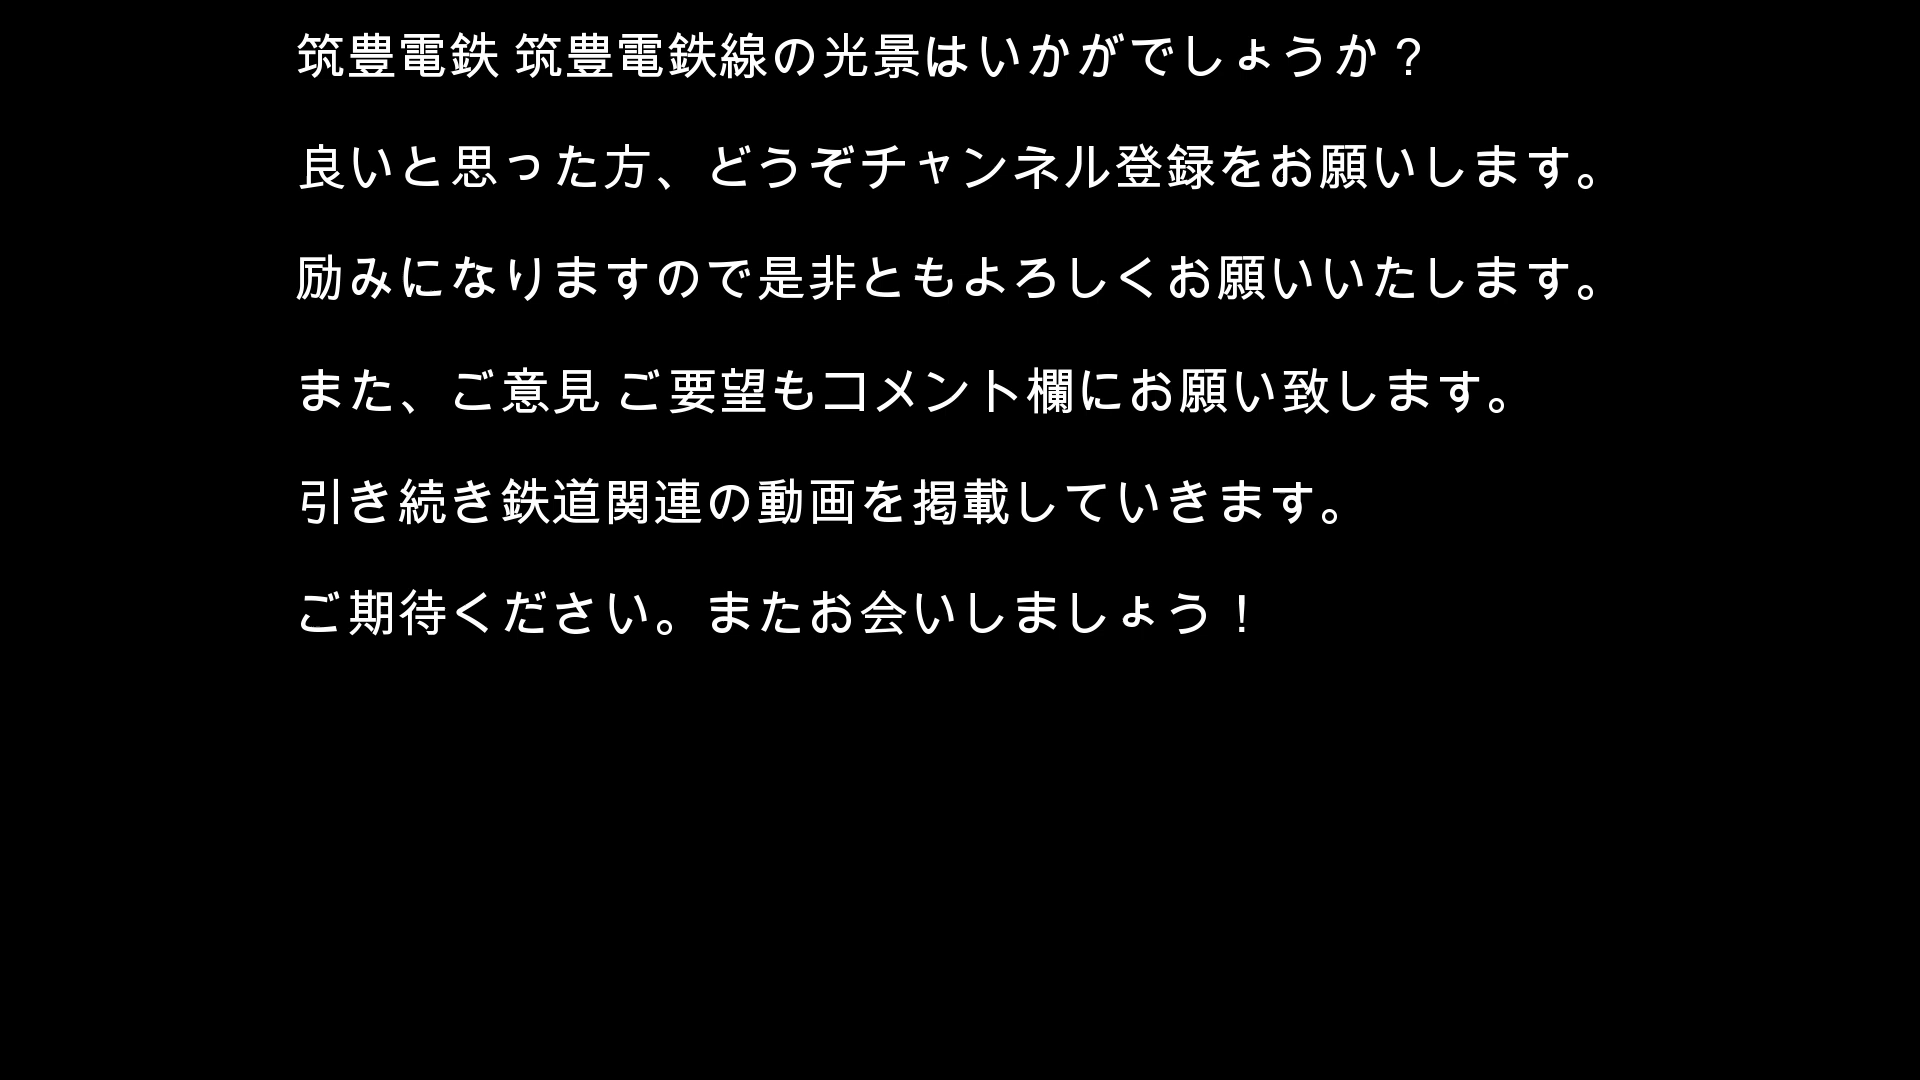 筑豊電鉄 筑豊電鉄線の光景はいかがでしょうか？
良いと思った方、どうぞチャンネル登録をお願いします。
励みになりますので是非ともよろしくお願いいたします。
また、ご意見 ご要望もコメント欄にお願い致します。
引き続き鉄道関連の動画を掲載していきます。
ご期待ください。またお会いしましょう！